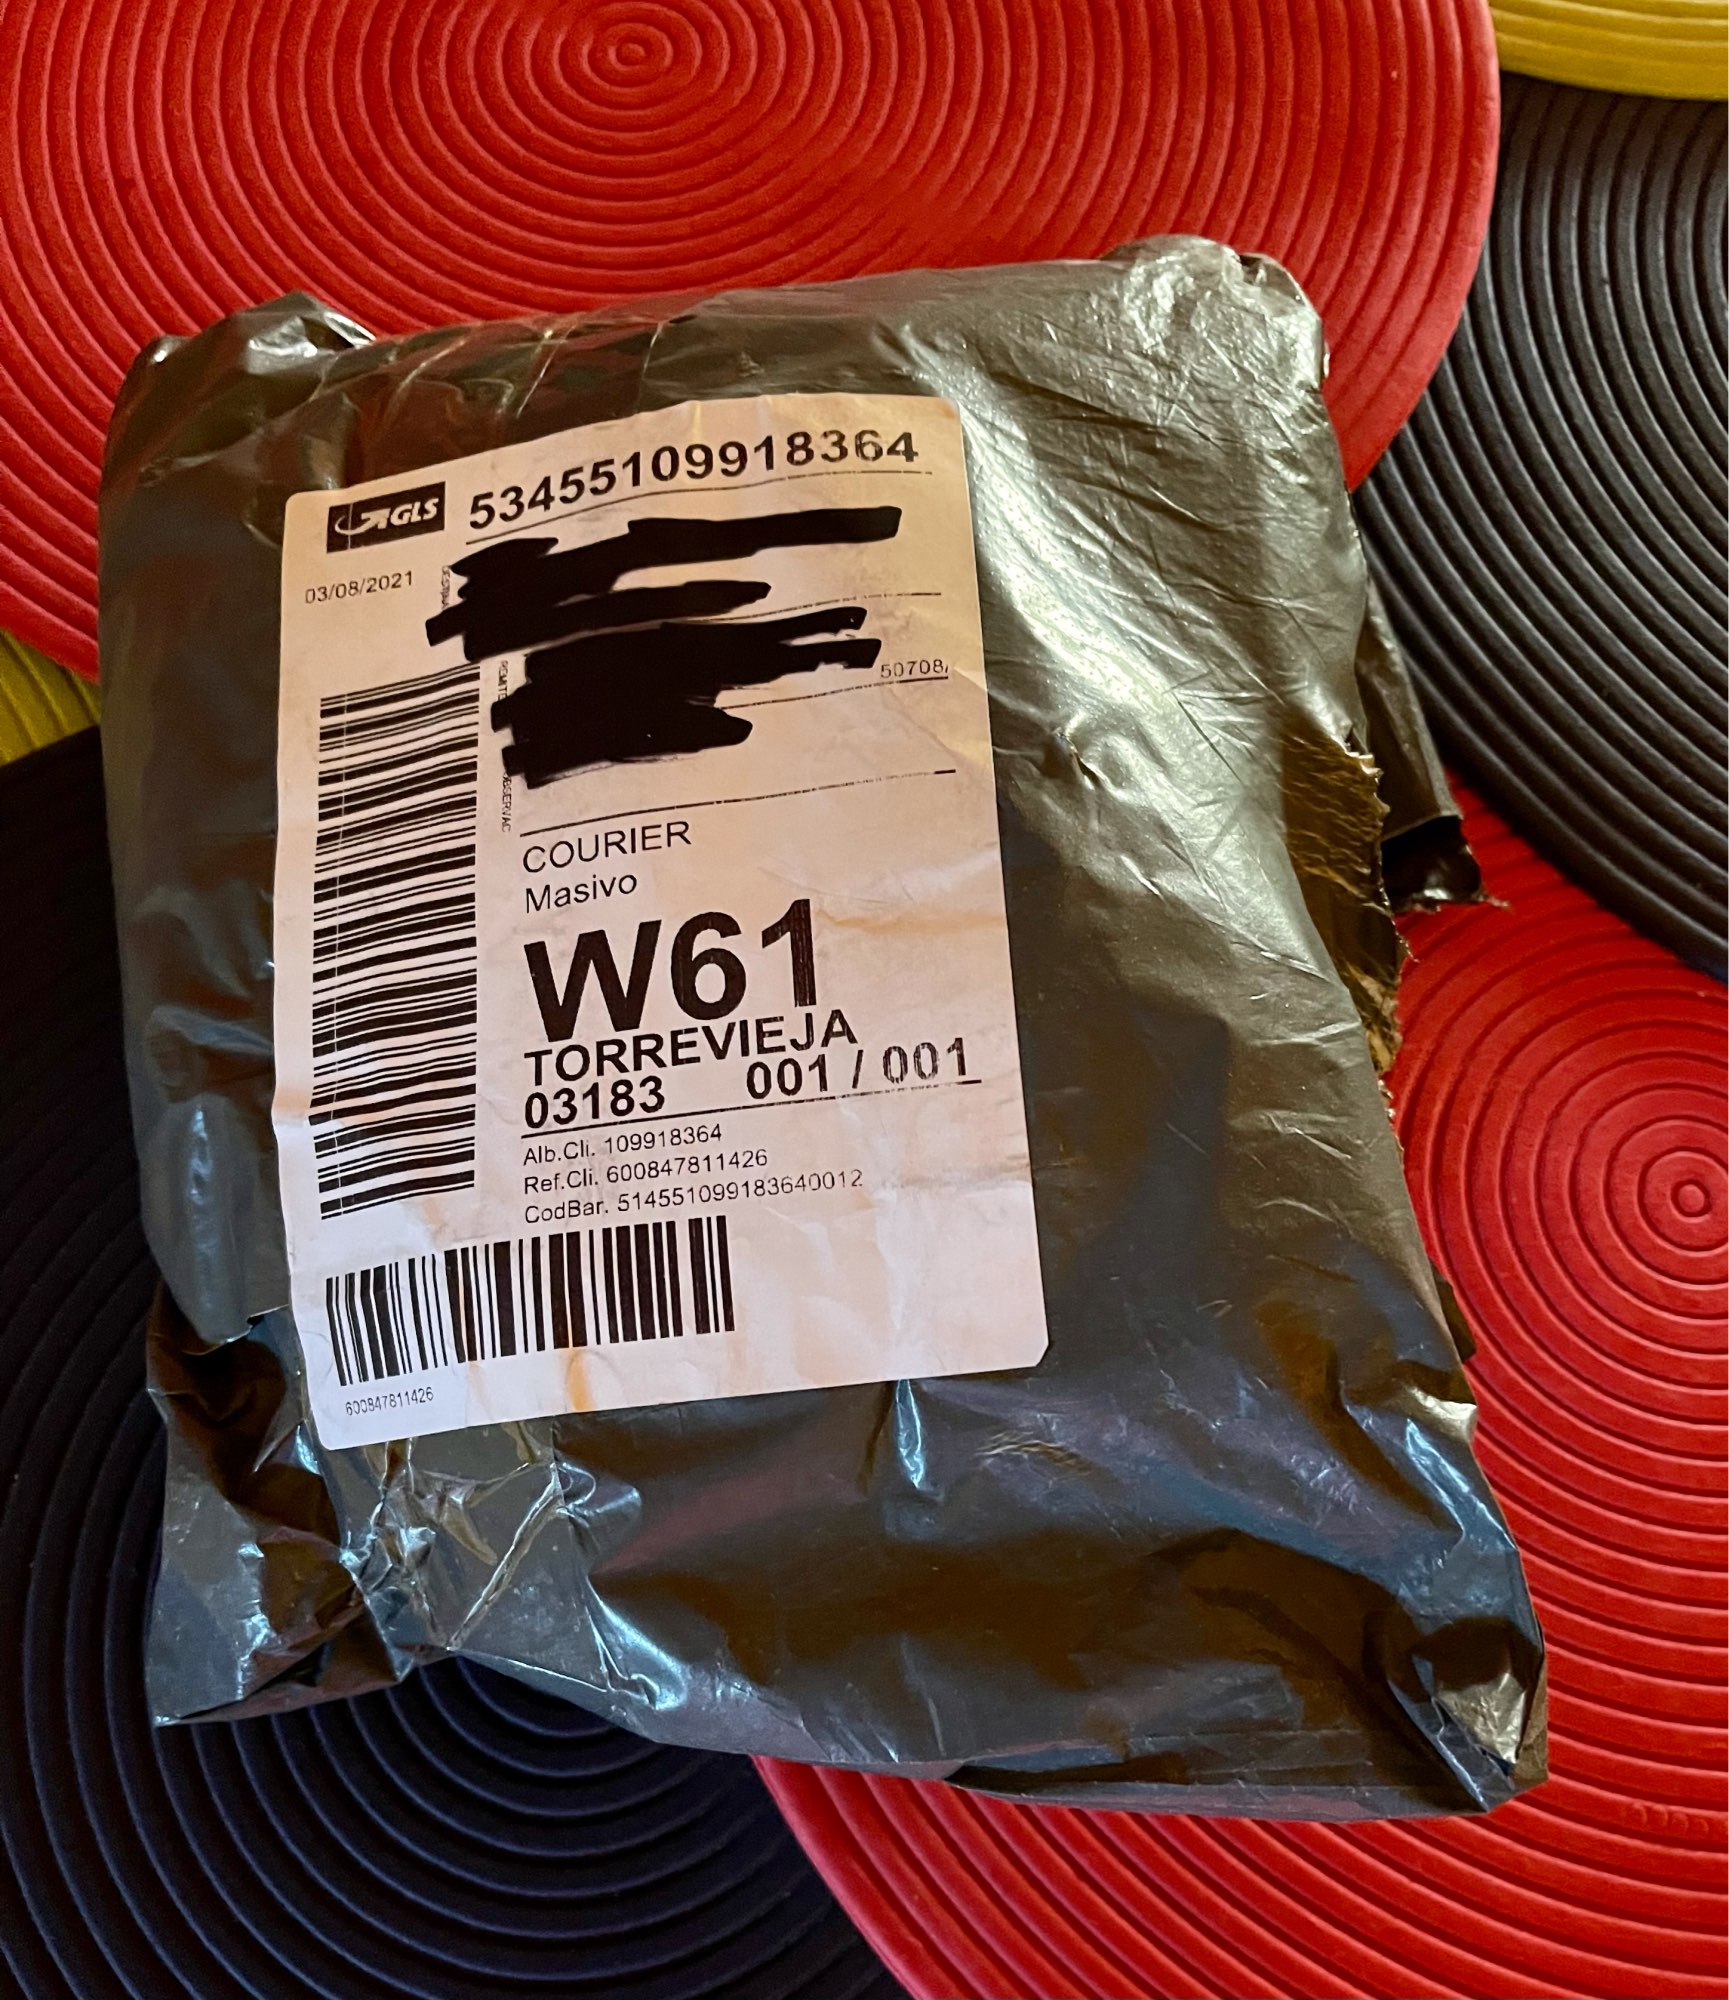 GLS
53455109918364
03/08/2021
50708
COURIER
Masivo
W61
TORREVIEJA
03183 001 / 001
Alb.Cli. 109918364
Ref.Cli. 600847811426
CodBar. 514551099183640012
600847811426